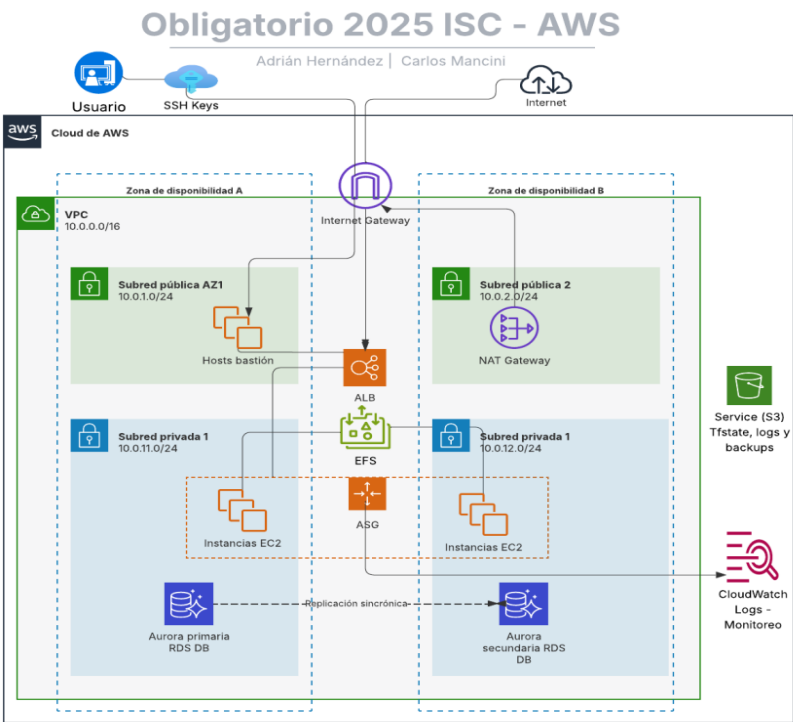 Obligatorio 2025 ISC - AWS
Adrián Hernández | Carlos Mancini
Usuario
SSH Keys
Internet
aws
Cloud de AWS
Zona de disponibilidad A
Zona de disponibilidad B
Internet Gateway
VPC
10.0.0.0/16
Subred pública AZ1
10.0.1.0/24
Hosts bastión
Subred pública 2
10.0.2.0/24
NAT Gateway
ALB
Subred privada 1
10.0.11.0/24
EFS
Subred privada 1
10.0.12.0/24
Instancias EC2
ASG
Instancias EC2
Aurora primaria
RDS DB
Replicación sincrónica
Aurora
secundaria RDS
DB
Service (S3)
Tfstate, logs y
backups
CloudWatch
Logs -
Monitoreo